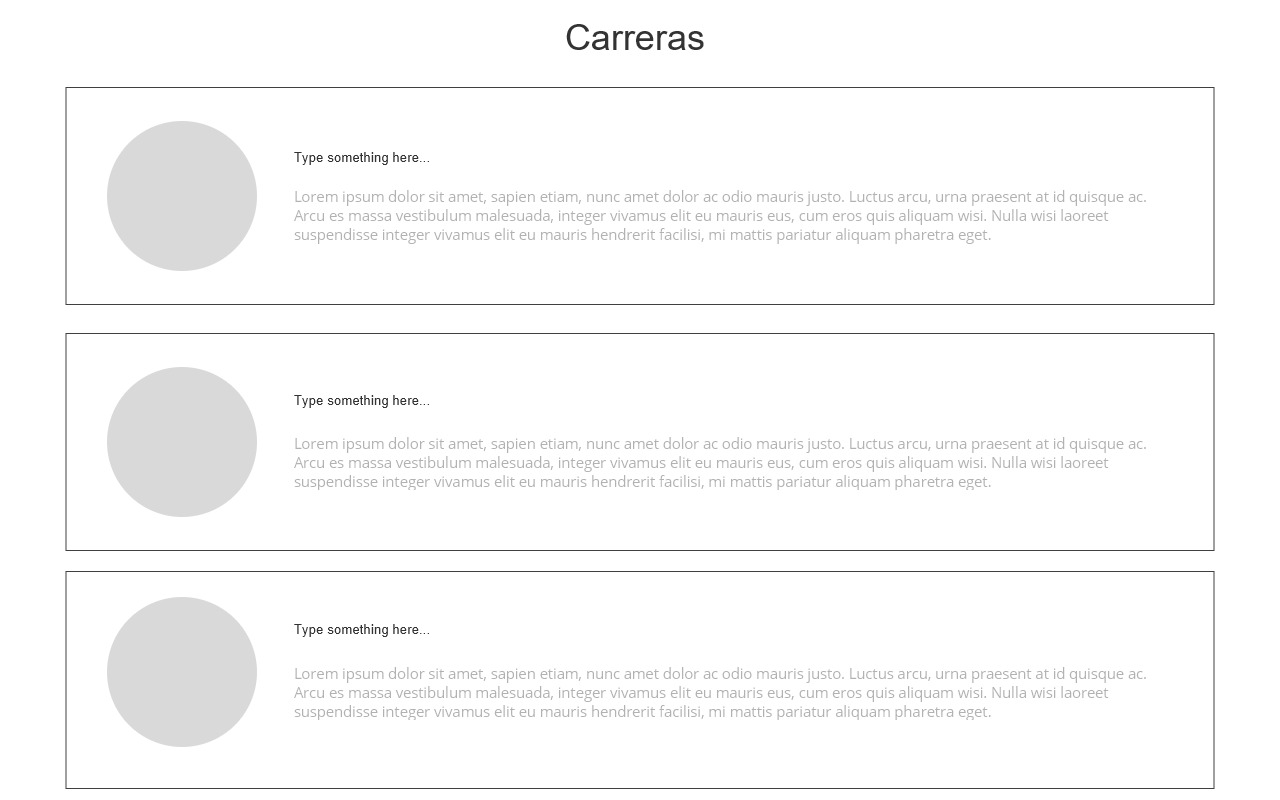 Carreras
Type something here...
Lorem ipsum dolor sit amet, sapien etiam, nunc amet dolor ac odio mauris justo. Luctus arcu, urna praesent at id quisque ac.
Arcu es massa vestibulum malesuada, integer vivamus elit eu mauris eus, cum eros quis aliquam wisi. Nulla wisi laoreet
suspendisse integer vivamus elit eu mauris hendrerit facilisi, mi mattis pariatur aliquam pharetra eget.
Type something here...
Lorem ipsum dolor sit amet, sapien etiam, nunc amet dolor ac odio mauris justo. Luctus arcu, urna praesent at id quisque ac.
Arcu es massa vestibulum malesuada, integer vivamus elit eu mauris eus, cum eros quis aliquam wisi. Nulla wisi laoreet
suspendisse integer vivamus elit eu mauris hendrerit facilisi, mi mattis pariatur aliquam pharetra eget.
Type something here...
Lorem ipsum dolor sit amet, sapien etiam, nunc amet dolor ac odio mauris justo. Luctus arcu, urna praesent at id quisque ac.
Arcu es massa vestibulum malesuada, integer vivamus elit eu mauris eus, cum eros quis aliquam wisi. Nulla wisi laoreet
suspendisse integer vivamus elit eu mauris hendrerit facilisi, mi mattis pariatur aliquam pharetra eget.